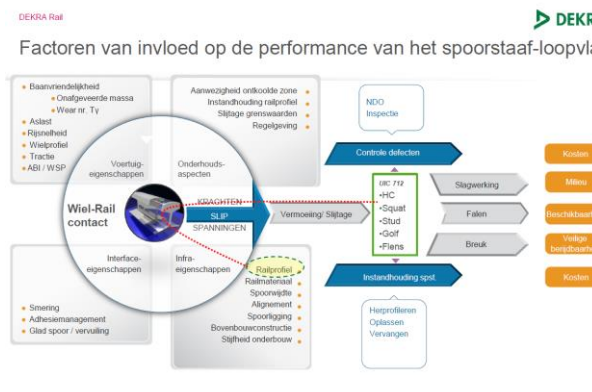 DEKRA Rail
DEKR
Factoren van invloed op de performance van het spoorstaaf-loopvla
Baanvriendelijkheid
Onafgeveerde massa
Wear nr. Tγ
Aslast
Rijsnelheid
Wielprofiel
Tractie
ABI / WSP
Voertuig-
eigenschappen
Aanwezigheid ontkoolde zone
Instandhouding railprofiel
Slijtage grenswaarden
Regelgeving
Onderhouds-
aspecten
NDO
Inspectie
Controle defecten
Kosten
Wiel-Rail
contact
KRACHTEN
SLIP
SPANNINGEN
Vermoeiing/ Slijtage
UIC 712
•HC
•Squat
•Stud
•Golf
•Flens
Slagwerking
Falen
Breuk
Milieu
Beschikbaarh
Veilige
berijdbaarhe
Interface-
eigenschappen
Infra-
eigenschappen
Smering
Adhesiemanagement
Glad spoor / vervuiling
Railprofiel
Railmateriaal
Spoorwijdte
Alignement
Spoorligging
Bovenbouwconstructie
Stijfheid onderbouw
Instandhouding spst.
Kosten
Herprofileren
Oplassen
Vervangen